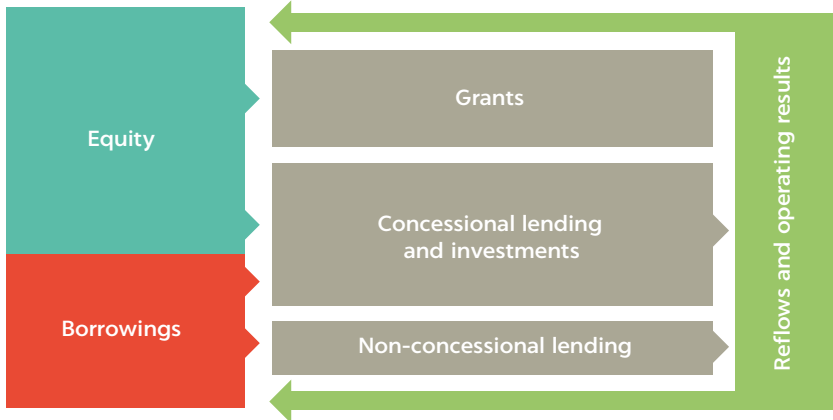 Equity
Borrowings
Grants
Concessional lending
and investments
Non-concessional lending
Reflows and operating results